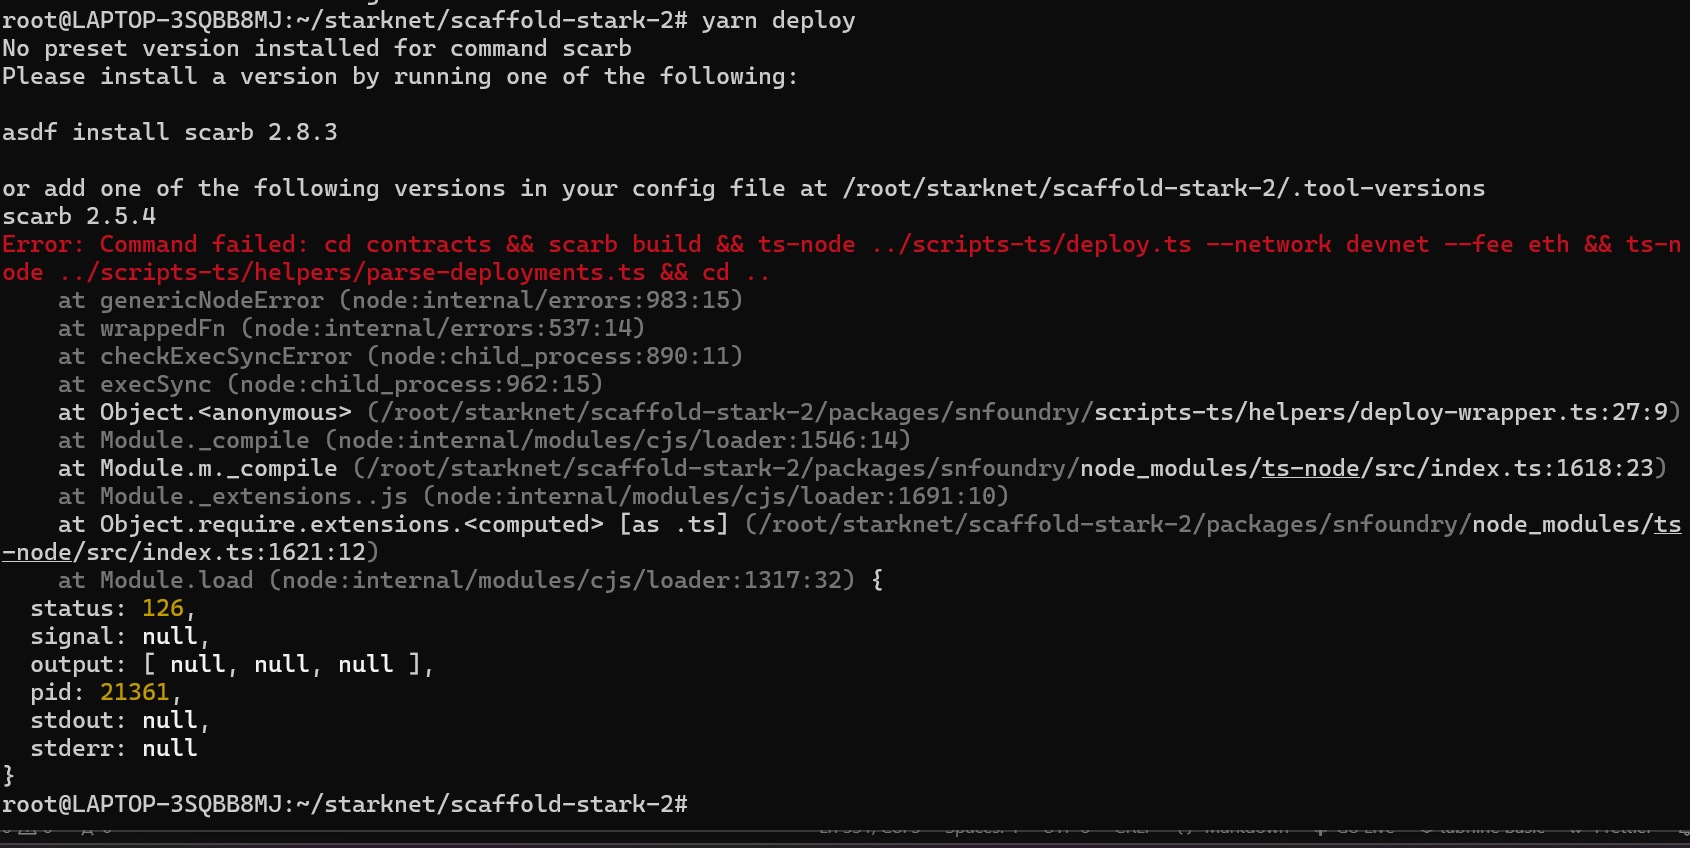 root@LAPTOP-3SQBB8MJ:~/starknet/scaffold-stark-2# yarn deploy
No preset version installed for command scarb
Please install a version by running one of the following:
asdf install scarb 2.8.3
or add one of the following versions in your config file at /root/starknet/scaffold-stark-2/.tool-versions
scarb 2.5.4
Error: Command failed: cd contracts && scarb build && ts-node ../scripts-ts/deploy.ts --network devnet --fee eth && ts-n
ode ../scripts-ts/helpers/parse-deployments.ts && cd ..
    at genericNodeError (node:internal/errors:983:15)
    at wrappedFn (node:internal/errors:537:14)
    at checkExecSyncError (node:child_process:890:11)
    at execSync (node:child_process:962:15)
    at Object.<anonymous> (/root/starknet/scaffold-stark-2/packages/snfoundry/scripts-ts/helpers/deploy-wrapper.ts:27:9)
    at Module._compile (node:internal/modules/cjs/loader:1546:14)
    at Module.m._compile (/root/starknet/scaffold-stark-2/packages/snfoundry/node_modules/ts-node/src/index.ts:1618:23)
    at Module._extensions..js (node:internal/modules/cjs/loader:1691:10)
    at Object.require.extensions.<computed> [as .ts] (/root/starknet/scaffold-stark-2/packages/snfoundry/node_modules/ts
-node/src/index.ts:1621:12)
    at Module.load (node:internal/modules/cjs/loader:1317:32) {
  status: 126,
  signal: null,
  output: [ null, null, null ],
  pid: 21361,
  stdout: null,
  stderr: null
}
root@LAPTOP-3SQBB8MJ:~/starknet/scaffold-stark-2#